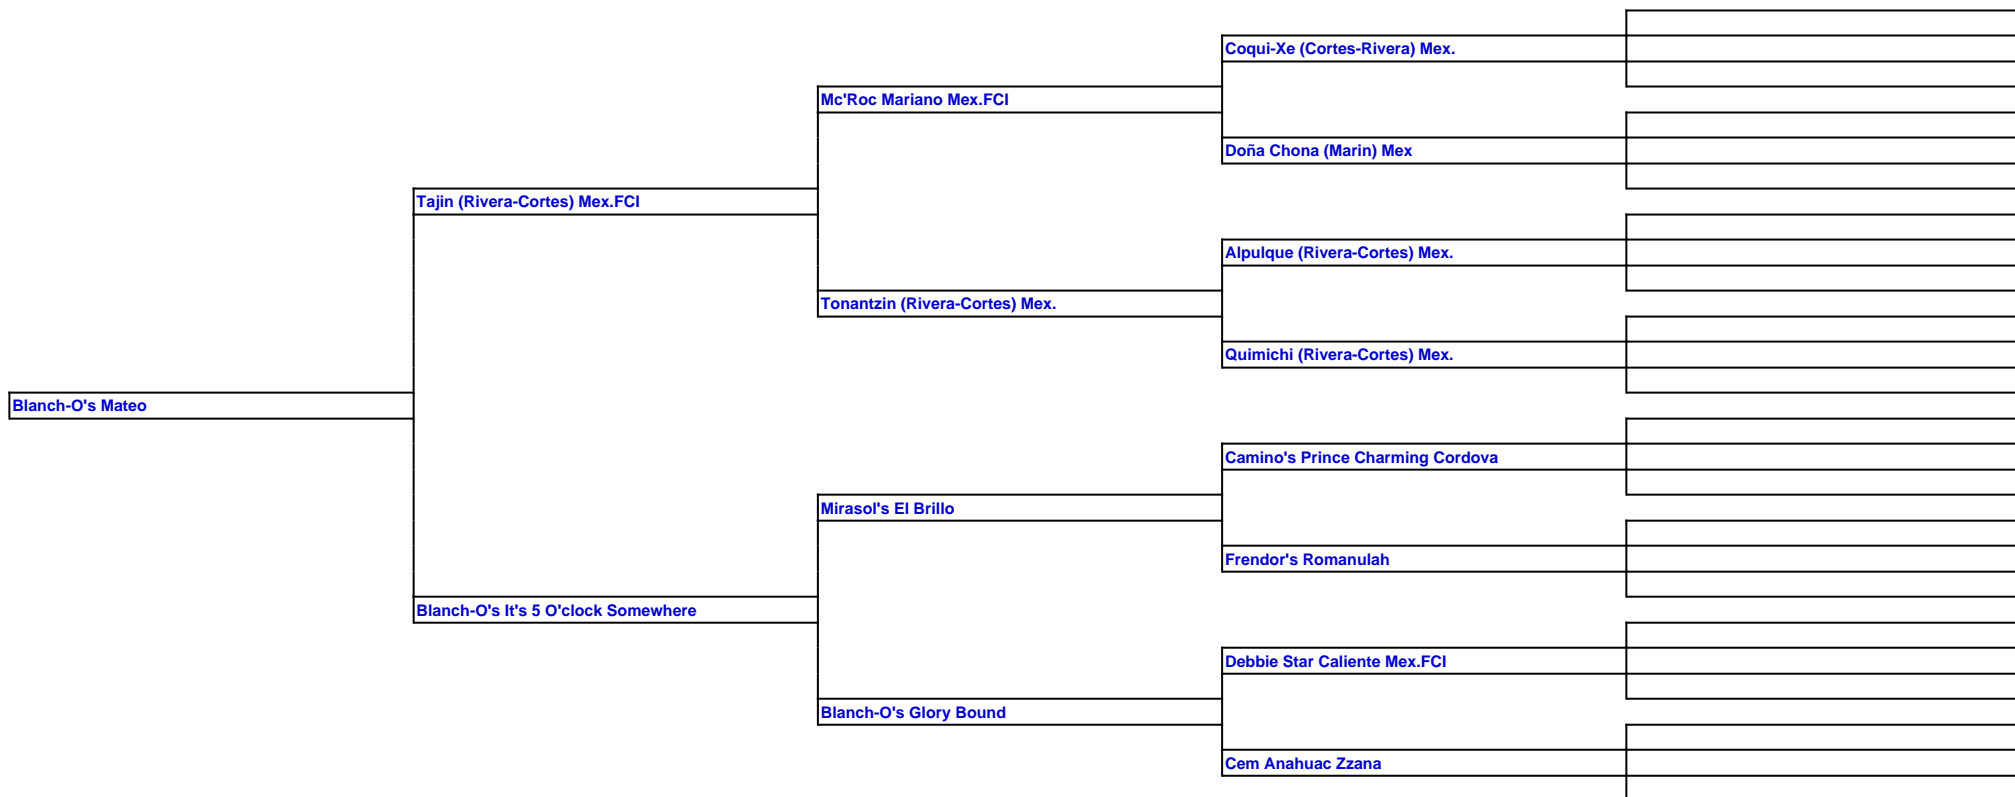 Coqui-Xe (Cortes-Rivera) Mex.
Mc'Roc Mariano Mex.FCI
Doña Chona (Marin) Mex
Tajin (Rivera-Cortes) Mex.FCI
Alpulque (Rivera-Cortes) Mex.
Tonantzin (Rivera-Cortes) Mex.
Quimichi (Rivera-Cortes) Mex.
Blanch-O's Mateo
Camino's Prince Charming Cordova
Mirasol's El Brillo
Frendor's Romanulah
Blanch-O's It's 5 O'clock Somewhere
Debbie Star Caliente Mex.FCI
Blanch-O's Glory Bound
Cem Anahuac Zzana